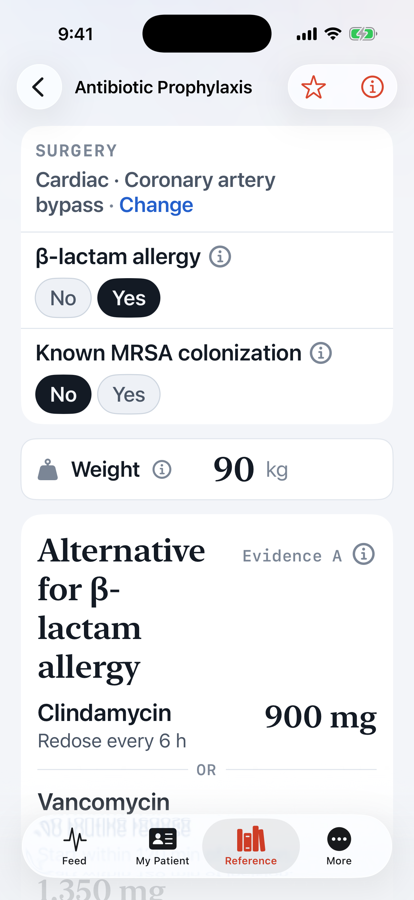 9:41
Antibiotic Prophylaxis
SURGERY
Cardiac · Coronary artery
bypass · Change
β-lactam allergy
No Yes
Known MRSA colonization
No Yes
Weight 90 kg
Alternative
for β-
lactam
allergy
Evidence A
Clindamycin
900 mg
Redose every 6 h
OR
Vancomycin
1,350 mg
Feed My Patient Reference More